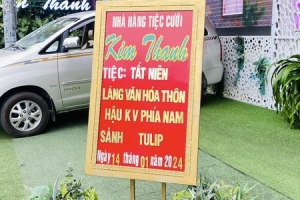 NHÀ HÀNG TIỆC CƯỚI
Kim Thanh
TIỆC: TẤT NIÊN
LÀNG VĂN HÓA THÔN
HẬU K V PHÍA NAM
SẢNH TULIP
Ngày 14 tháng 01 năm 2024